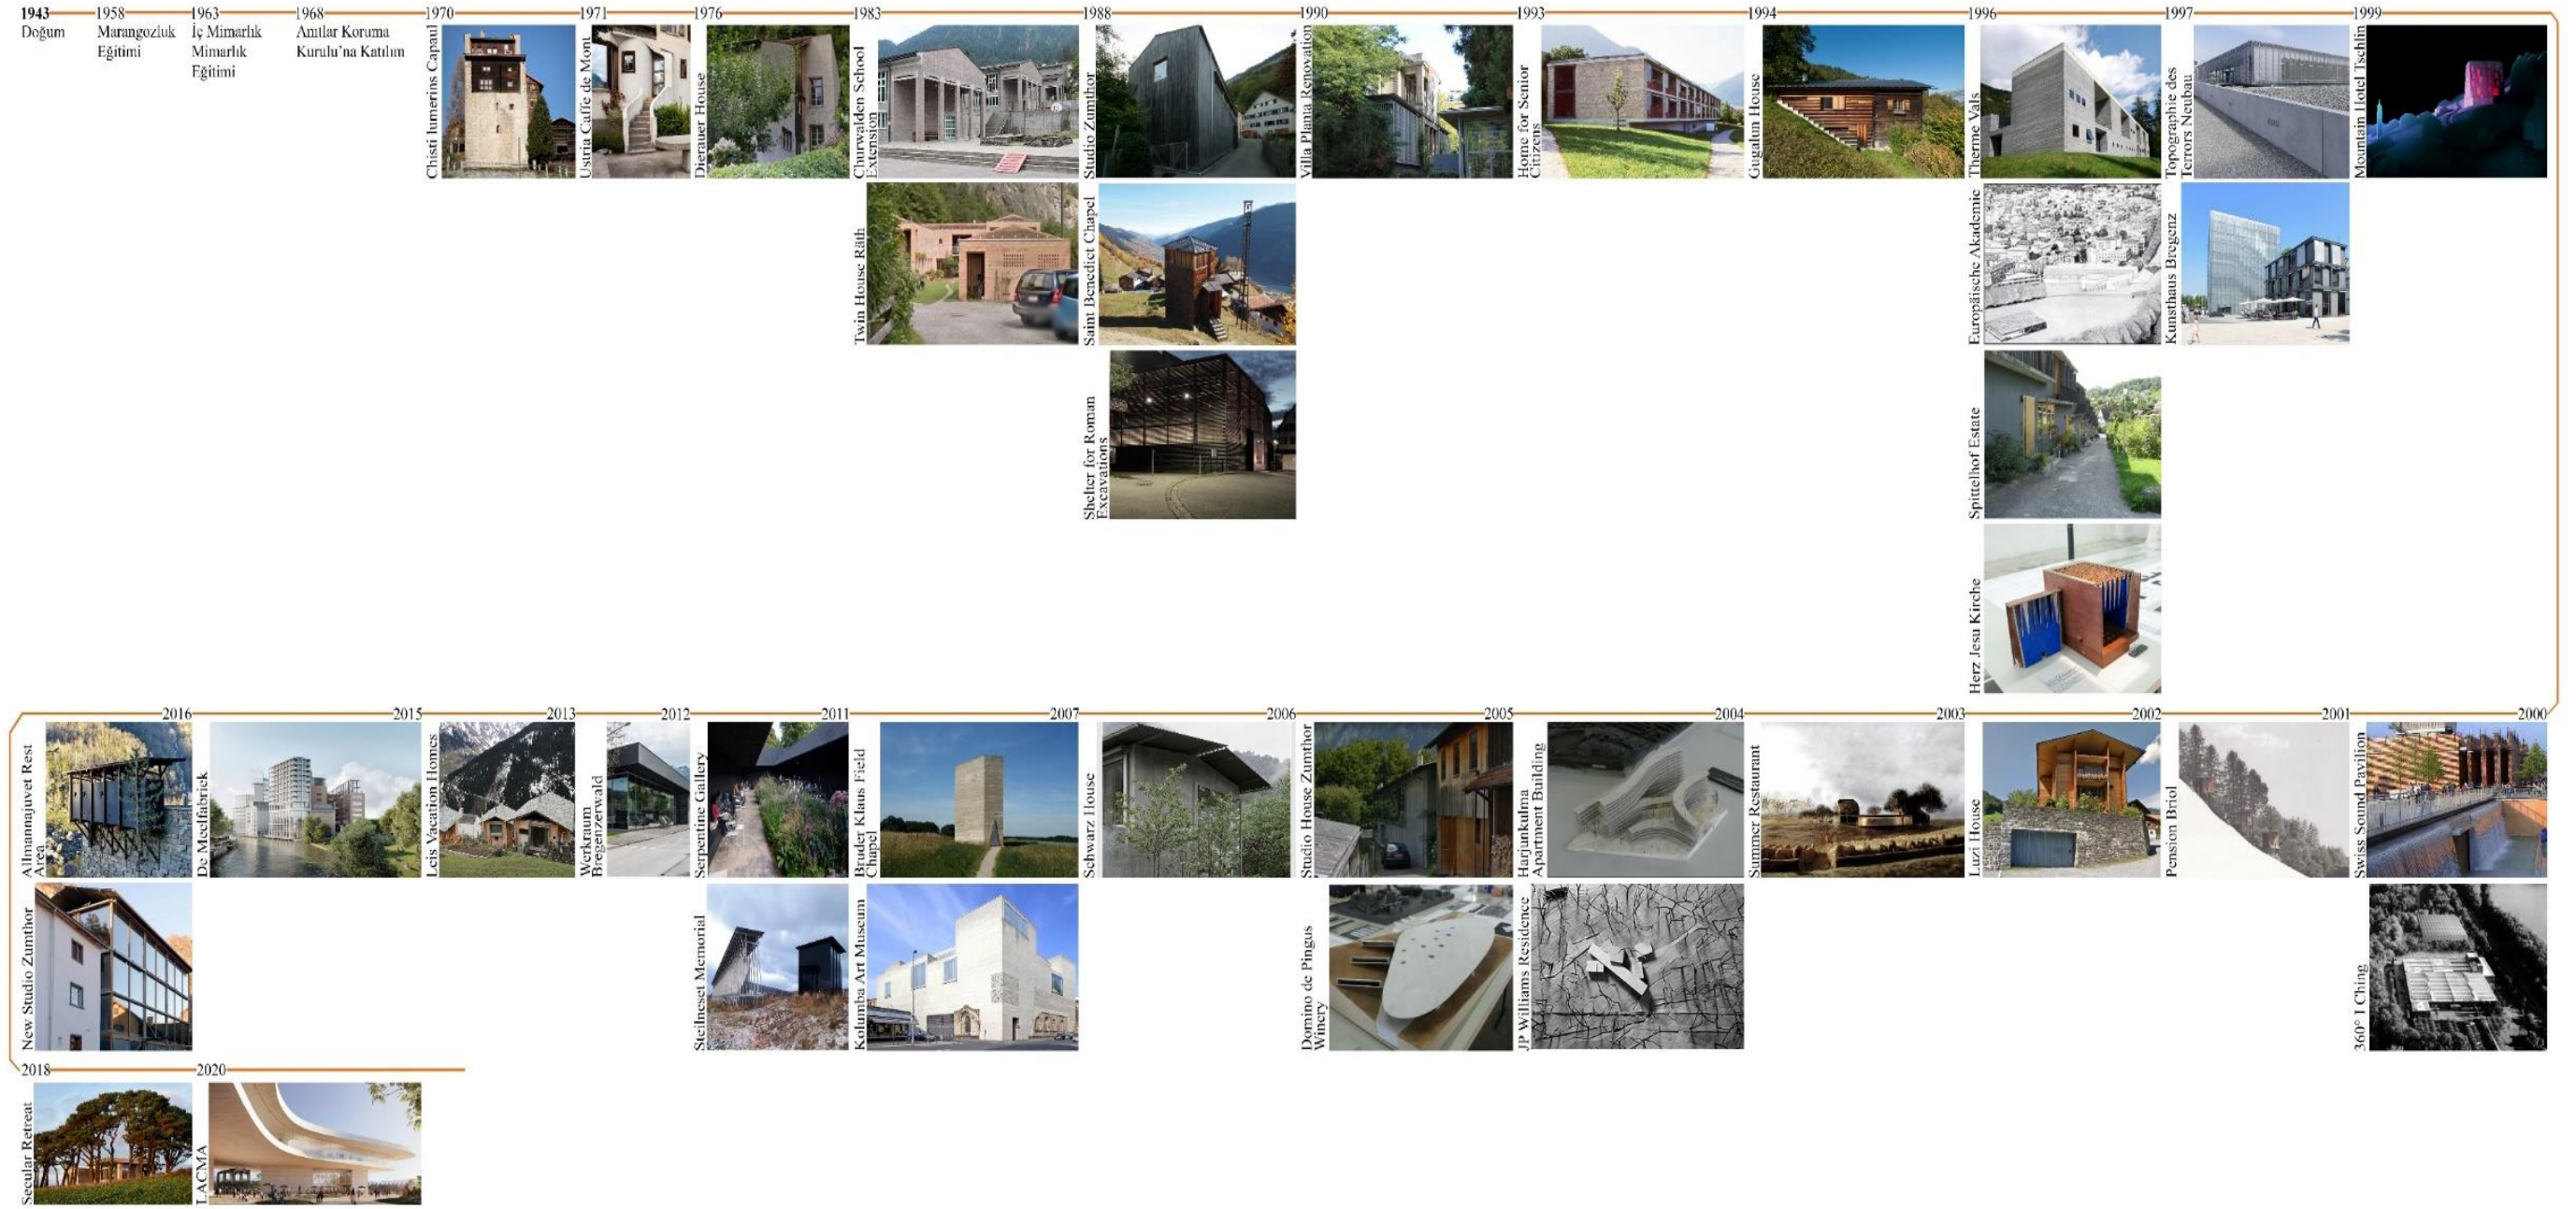 1943
Doğum
1958
Marangozluk
Eğitimi
1963
İç Mimarlık
Mimarlık
Eğitimi
1968
Anıtlar Koruma
Kurulu'na Katılım
1970
Chisti Tumerins Capaul
1971
Ustria Caffe de Mont
1976
Dierauer House
1983
Churwalden School
Extension
Twin House Räth
1988
Studio Zumthor
Saint Benedict Chapel
Shelter for Roman
Excavations
1990
Villa Planta Renovation
1993
Home for Senior
Citizens
1994
Gugalun House
1996
Therme Vals
Europäische Akademie
Spittelhof Estate
Herz Jesu Kirche
1997
Topographie des
Terrors Neubau
Kunsthaus Bregenz
1999
Mountain Hotel Tschlin
2000
Swiss Sound Pavilion
360° I Ching
2001
Pension Briol
2002
Luzi House
2003
Summer Restaurant
2004
Harjunkulma
Apartment Building
JP Williams Residence
2005
Studio House Zumthor
Domino de Pingus
Winery
2006
Schwarz House
2007
Bruder Klaus Field
Chapel
Kolumba Art Museum
2011
Serpentine Gallery
Steilneset Memorial
2012
Werkraum
Bregenzerwald
2013
Leis Vacation Homes
2015
De Meelfabriek
2016
Allmannajuvet Rest
Area
New Studio Zumthor
2018
Secular Retreat
2020
LACMA